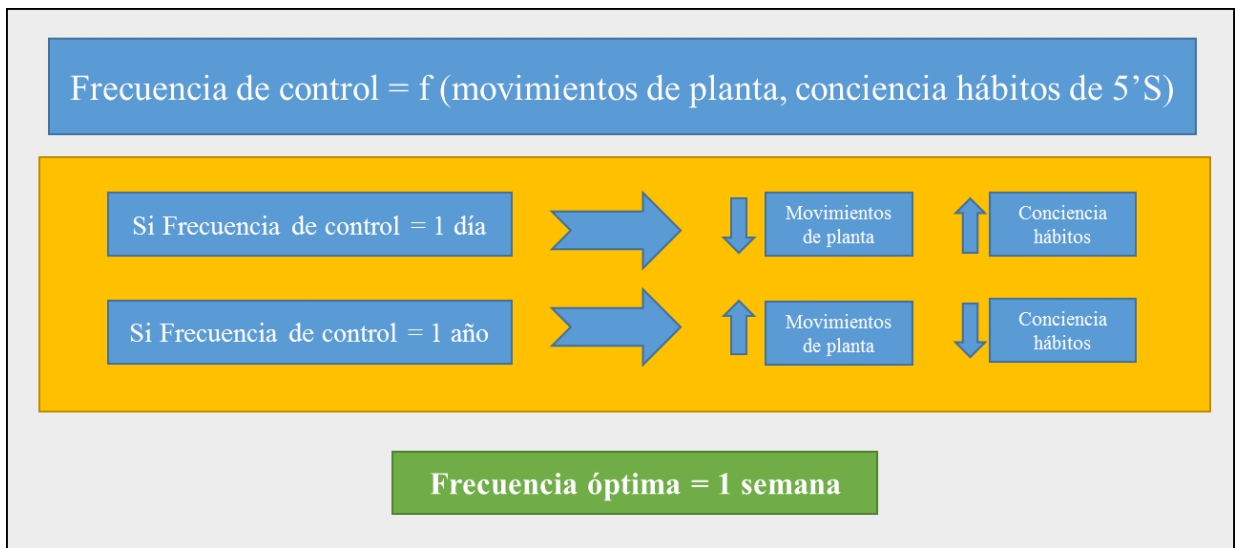 Frecuencia de control = f (movimientos de planta, conciencia hábitos de 5’S)
Si Frecuencia de control = 1 día
Movimientos
de planta
Conciencia
hábitos
Si Frecuencia de control = 1 año
Movimientos
de planta
Conciencia
hábitos
Frecuencia óptima = 1 semana